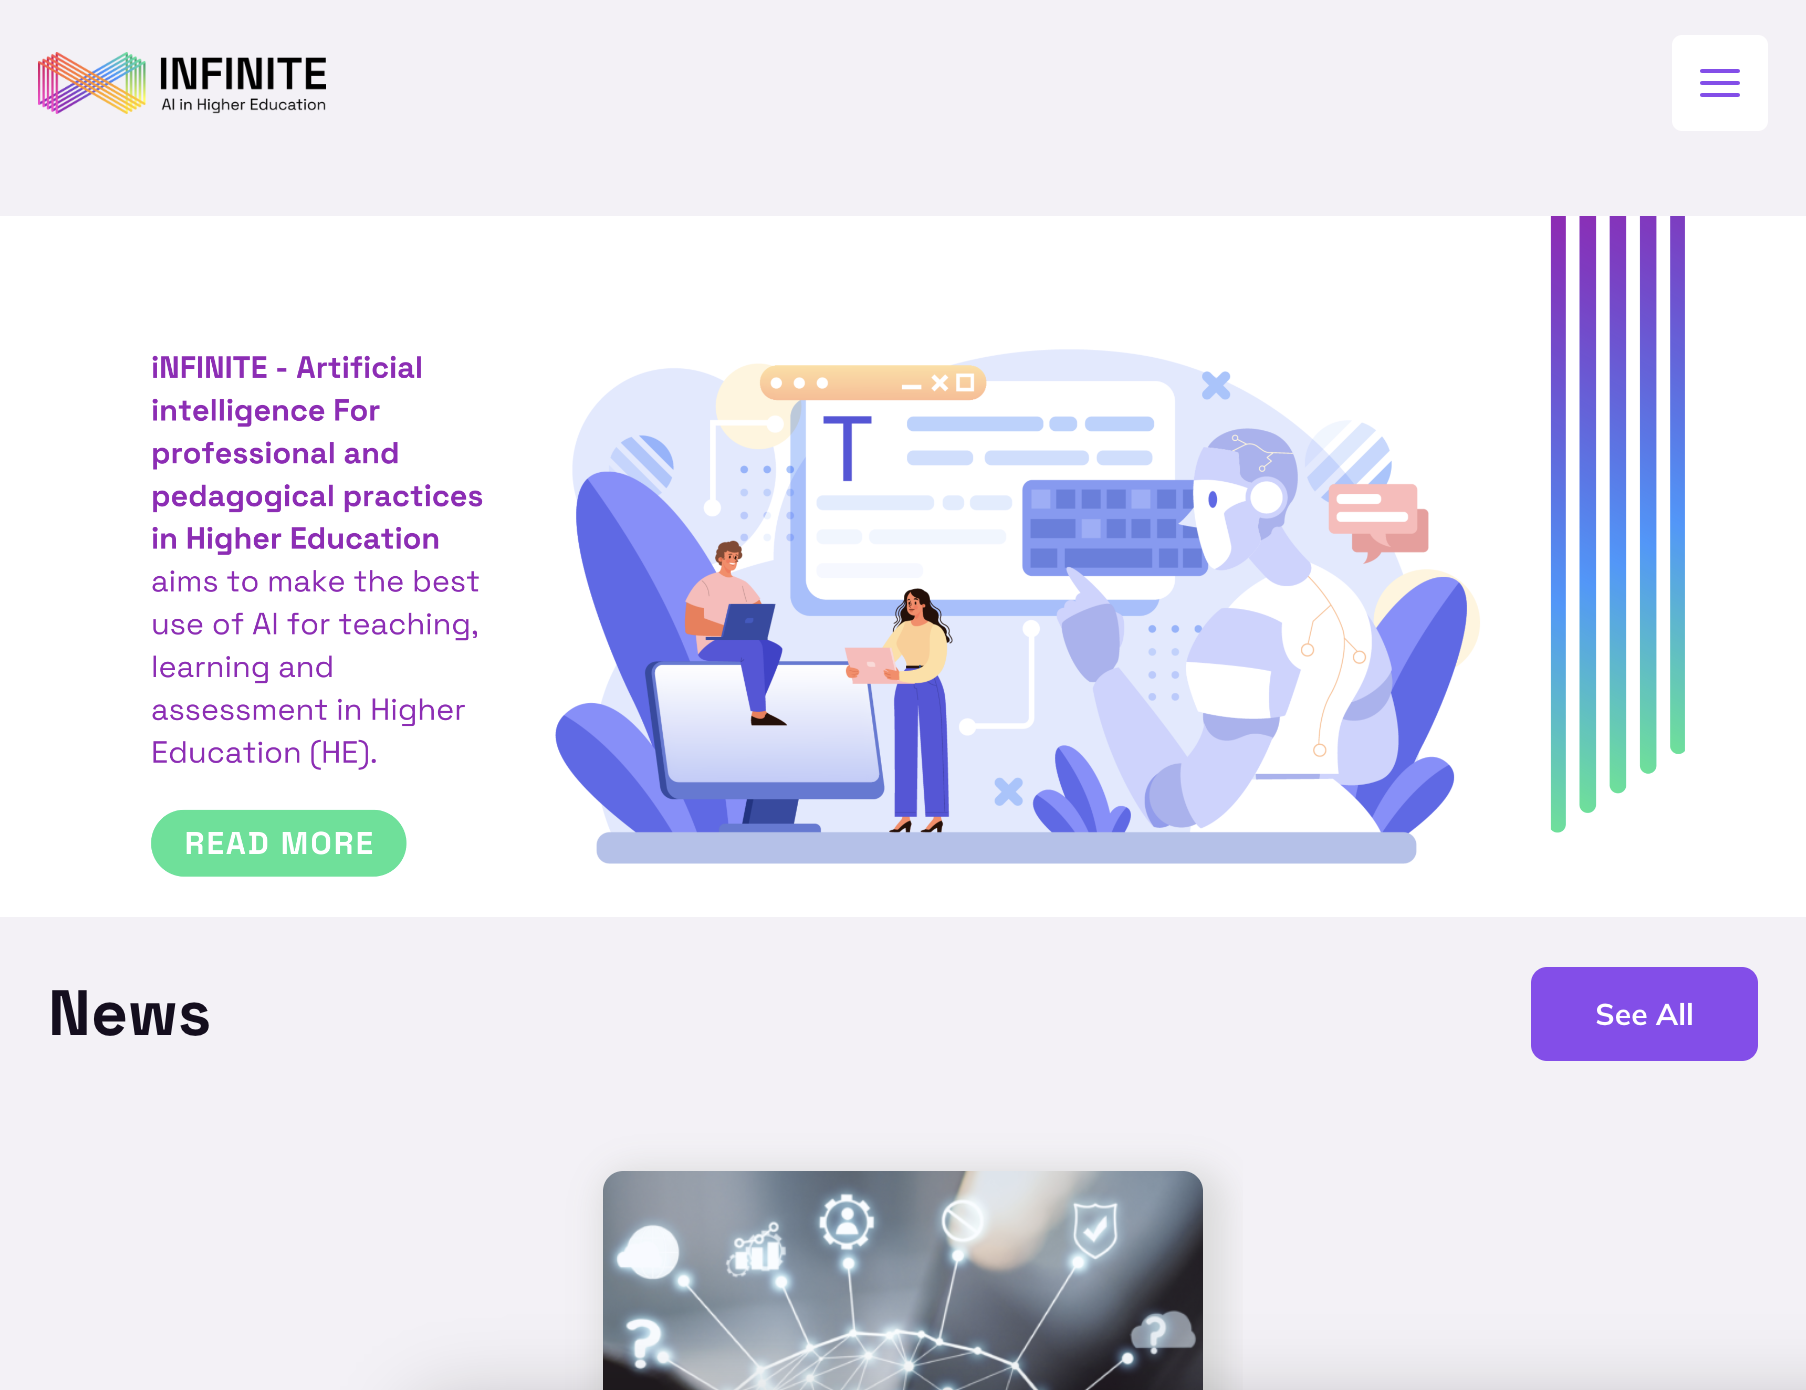 INFINITE
AI in Higher Education
iNFINITE - Artificial
intelligence For
professional and
pedagogical practices
in Higher Education
aims to make the best
use of AI for teaching,
learning and
assessment in Higher
Education (HE).
READ MORE
T
News
See All
?
?